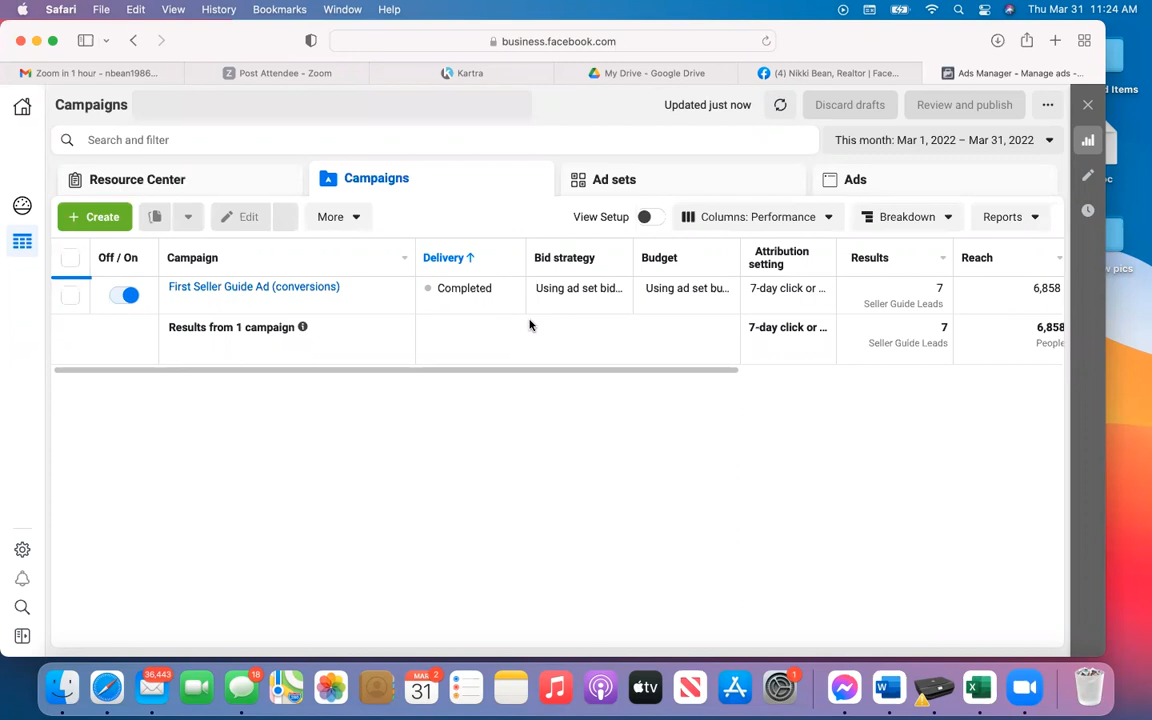 Safari File Edit View History Bookmarks Window Help Thu Mar 31 11:24 AM
business.facebook.com
Zoom in 1 hour - nbean1986... Post Attendee - Zoom Kartra My Drive - Google Drive (4) Nikki Bean, Realtor | Face... Ads Manager - Manage ads -...
d Items
Campaigns Updated just now Discard drafts Review and publish
Search and filter This month: Mar 1, 2022 – Mar 31, 2022
oc
Resource Center Campaigns Ad sets Ads
+ Create Edit More View Setup Columns: Performance Breakdown Reports
Off / On Campaign Delivery ↑ Bid strategy Budget Attribution setting Results Reach
w pics
First Seller Guide Ad (conversions) Completed Using ad set bid... Using ad set bu... 7-day click or ... 7 6,858
Seller Guide Leads
Results from 1 campaign 7-day click or ... 7 6,858
Seller Guide Leads People
36,443 18 MAR 31 2 tv 1 W X